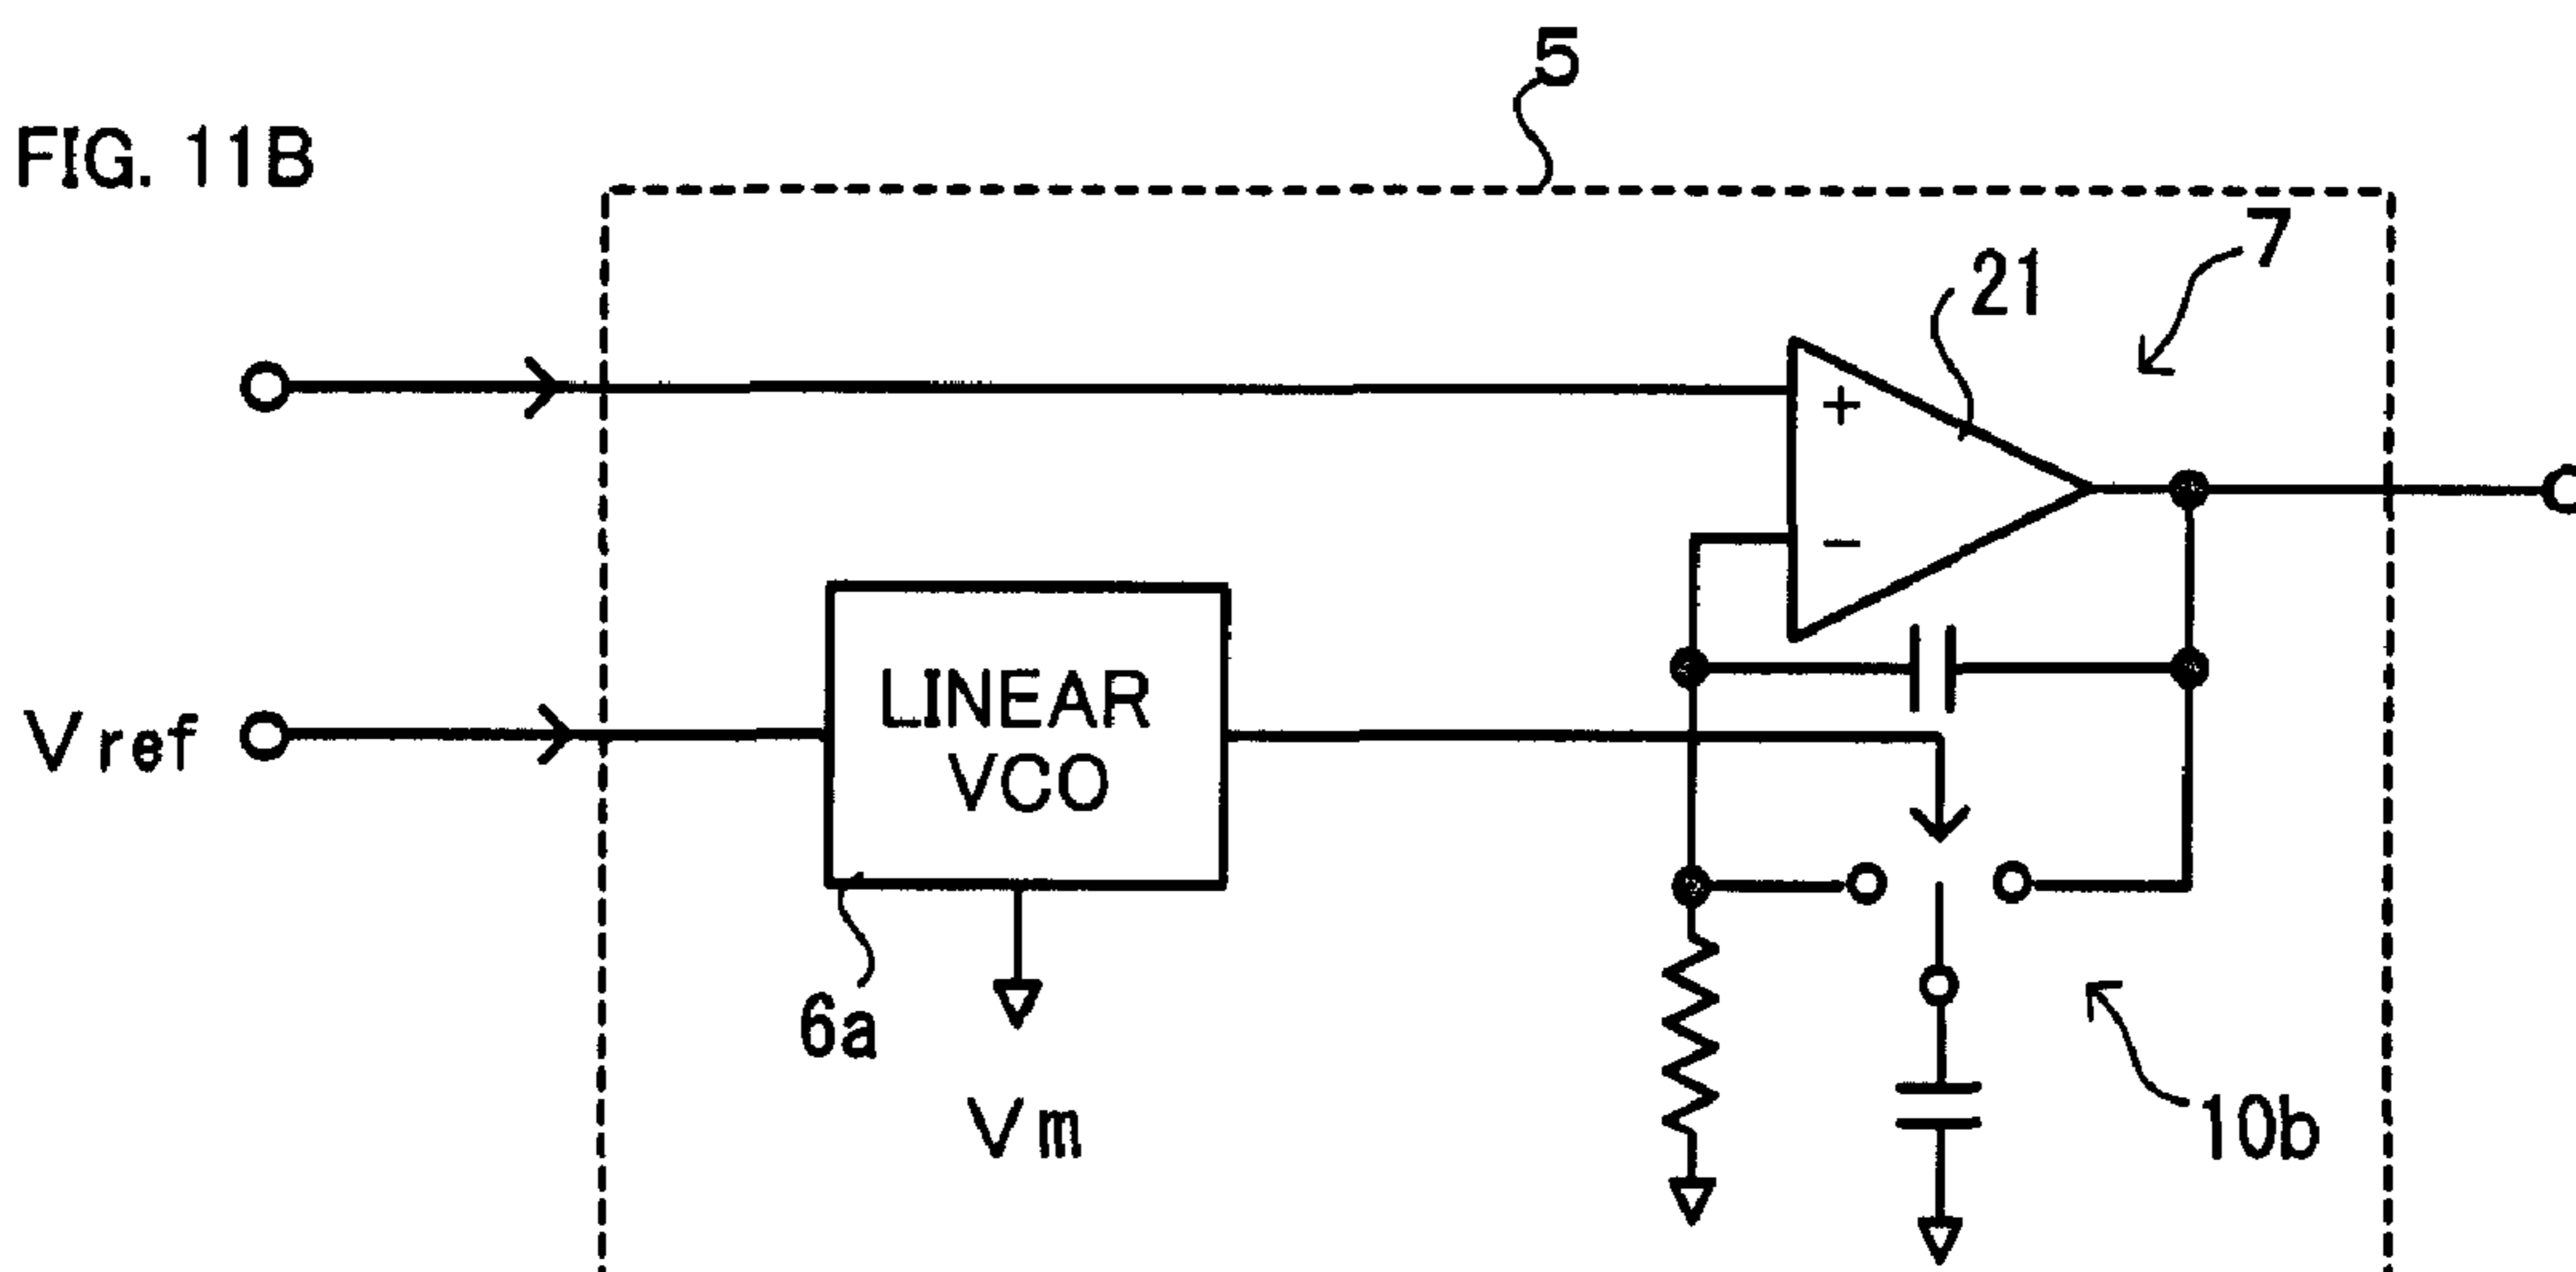 5
FIG. 11B
7
21
+
−
LINEAR
VCO
Vref
6a
Vm
10b